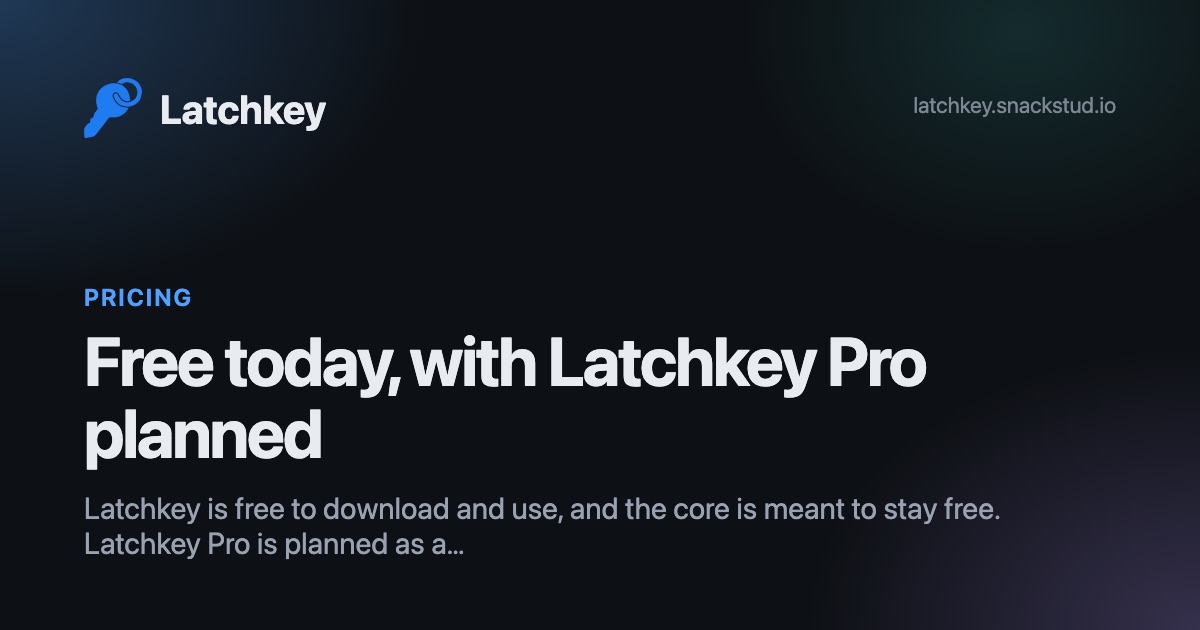 Latchkey
latchkey.snackstud.io
PRICING
Free today, with Latchkey Pro
planned
Latchkey is free to download and use, and the core is meant to stay free.
Latchkey Pro is planned as a...